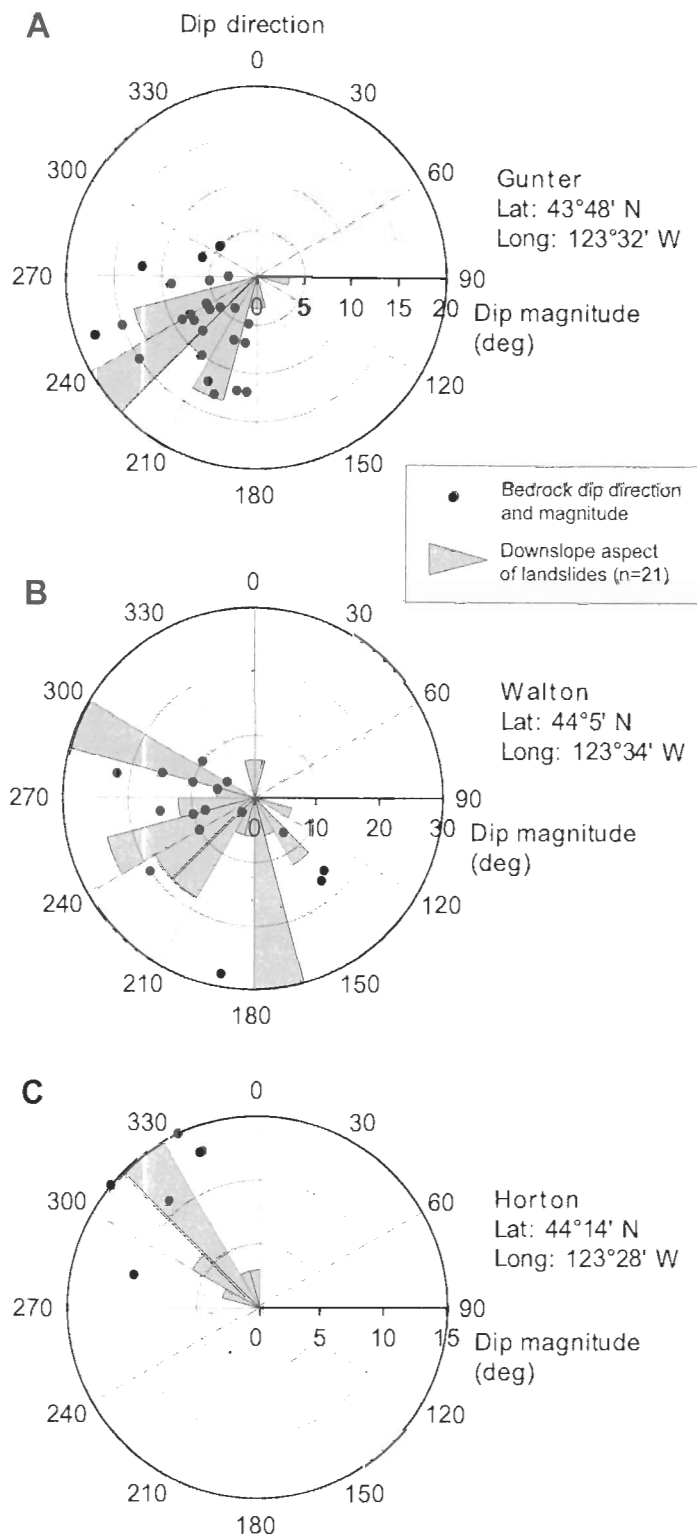 A
Dip direction
0
330
30
300
60
Gunter
Lat: 43°48' N
Long: 123°32' W
270
90
0 5 10 15 20
Dip magnitude
(deg)
240
120
210
150
180
Bedrock dip direction
and magnitude
Downslope aspect
of landslides (n=21)
B
0
330
30
300
60
Walton
Lat: 44°5' N
Long: 123°34' W
270
90
0 10 20 30
Dip magnitude
(deg)
240
120
210
150
180
C
0
330
30
300
60
Horton
Lat: 44°14' N
Long: 123°28' W
270
90
0 5 10 15
Dip magnitude
(deg)
240
120
210
150
180